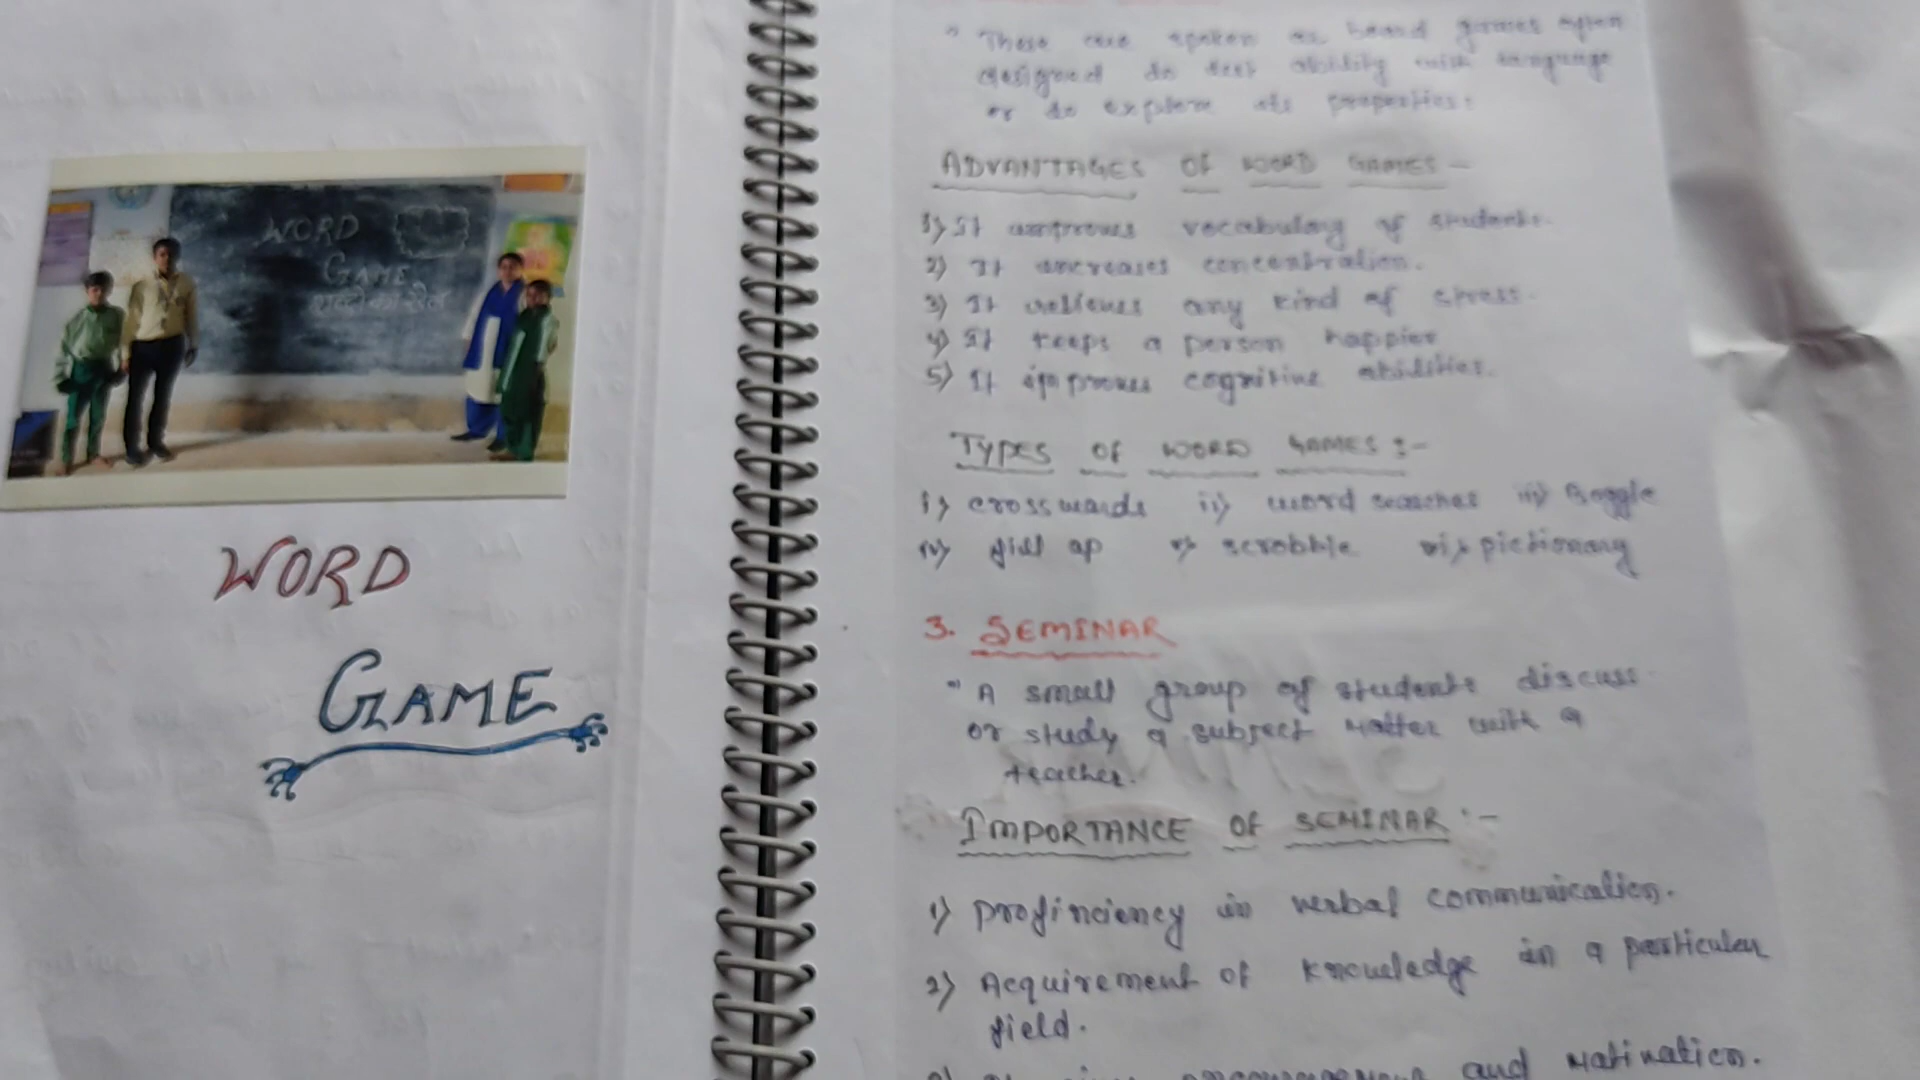 WORD
GAME
शब्दों का खेल
WORD
GAME
" These are spoken or board games often
designed to test ability with language
or to explore its properties.
ADVANTAGES OF WORD GAMES -
1) It improves vocabulary of students.
2) It increases concentration.
3) It relieves any kind of stress.
4) It keeps a person happier
5) It improves cognitive abilities.
TYPES OF WORD GAMES :-
i) crosswords ii) word searches iii) Boggle
iv) fill up v) scrabble vi) pictionary
3. SEMINAR
" A small group of students discuss
or study a subject matter with a
teacher.
IMPORTANCE OF SEMINAR :-
1) Profinciency in verbal communication.
2) Acquirement of knowledge in a particular
field.
encouragement and Motivation.